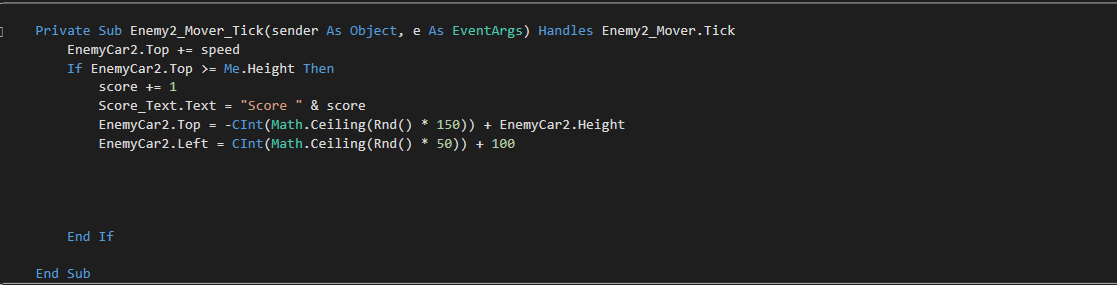 Private Sub Enemy2_Mover_Tick(sender As Object, e As EventArgs) Handles Enemy2_Mover.Tick
EnemyCar2.Top += speed
If EnemyCar2.Top >= Me.Height Then
score += 1
Score_Text.Text = "Score " & score
EnemyCar2.Top = -CInt(Math.Ceiling(Rnd() * 150)) + EnemyCar2.Height
EnemyCar2.Left = CInt(Math.Ceiling(Rnd() * 50)) + 100
End If
End Sub